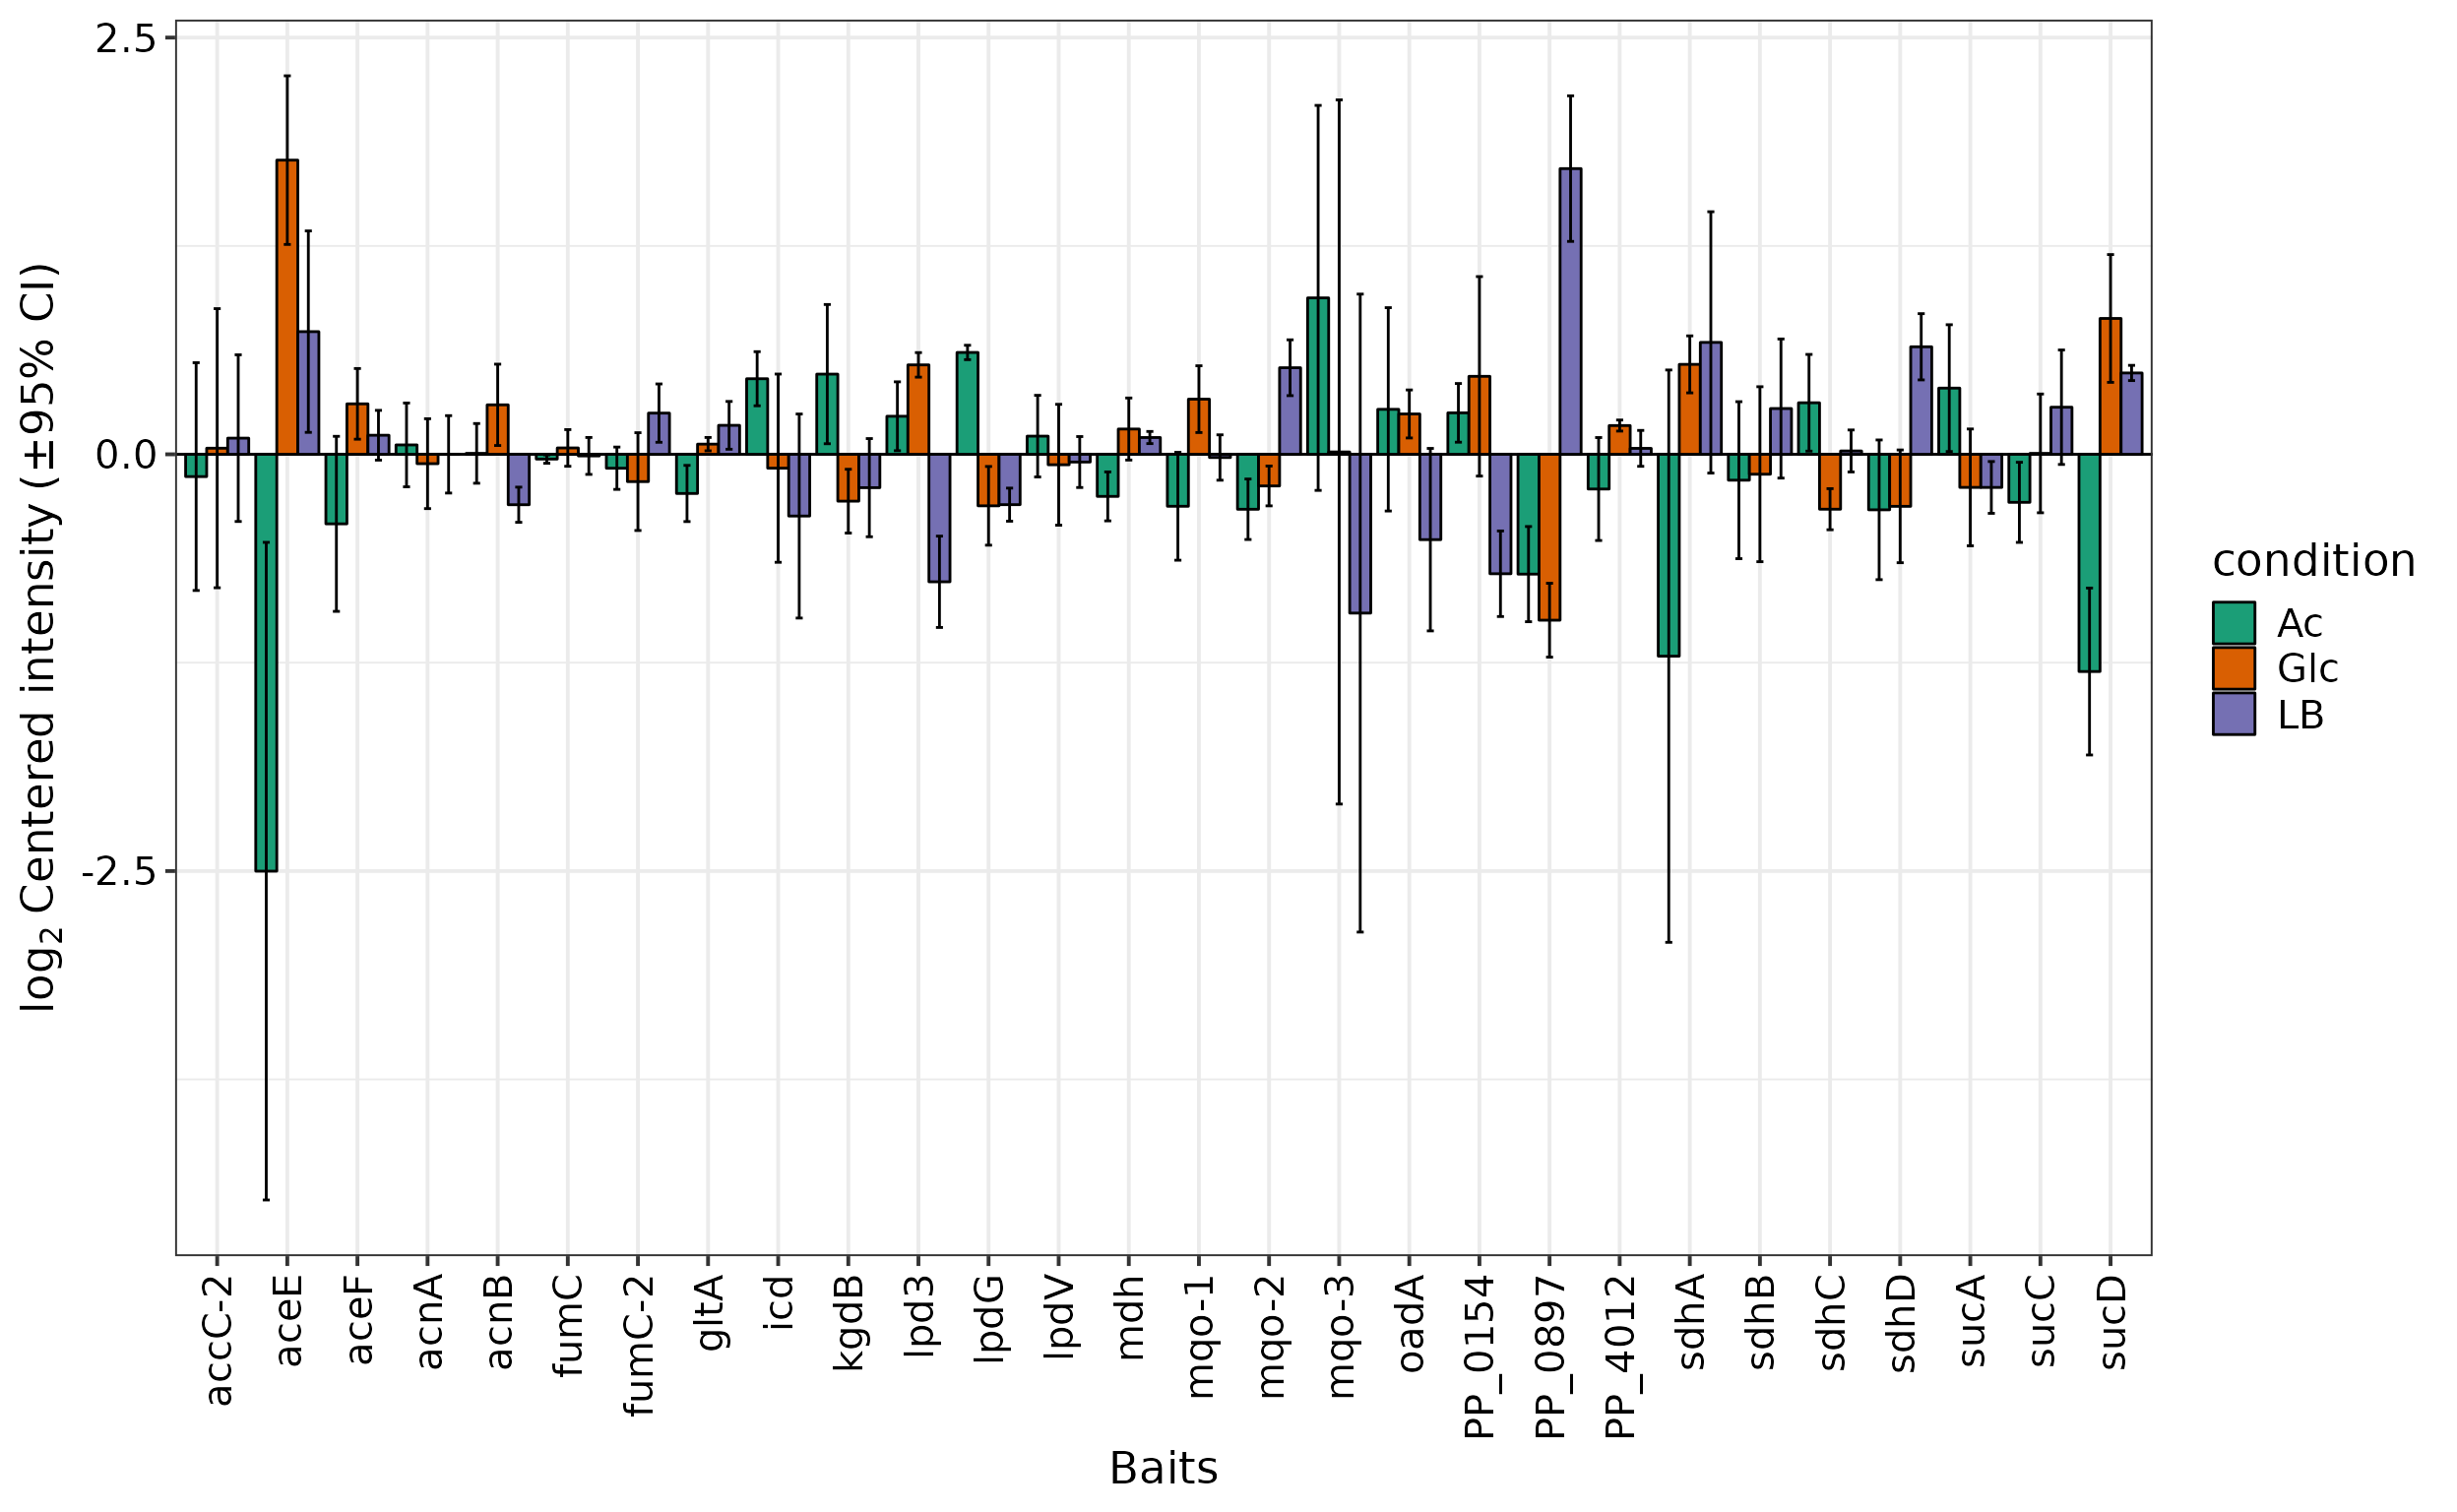 log2 Centered intensity (±95% CI)
2.5
0.0
-2.5
accC-2
aceE
aceF
acnA
acnB
fumC
fumC-2
gltA
icd
kgdB
lpd3
lpdG
lpdV
mdh
mqo-1
mqo-2
mqo-3
oadA
PP_0154
PP_0897
PP_4012
sdhA
sdhB
sdhC
sdhD
sucA
sucC
sucD
Baits
condition
Ac
Glc
LB